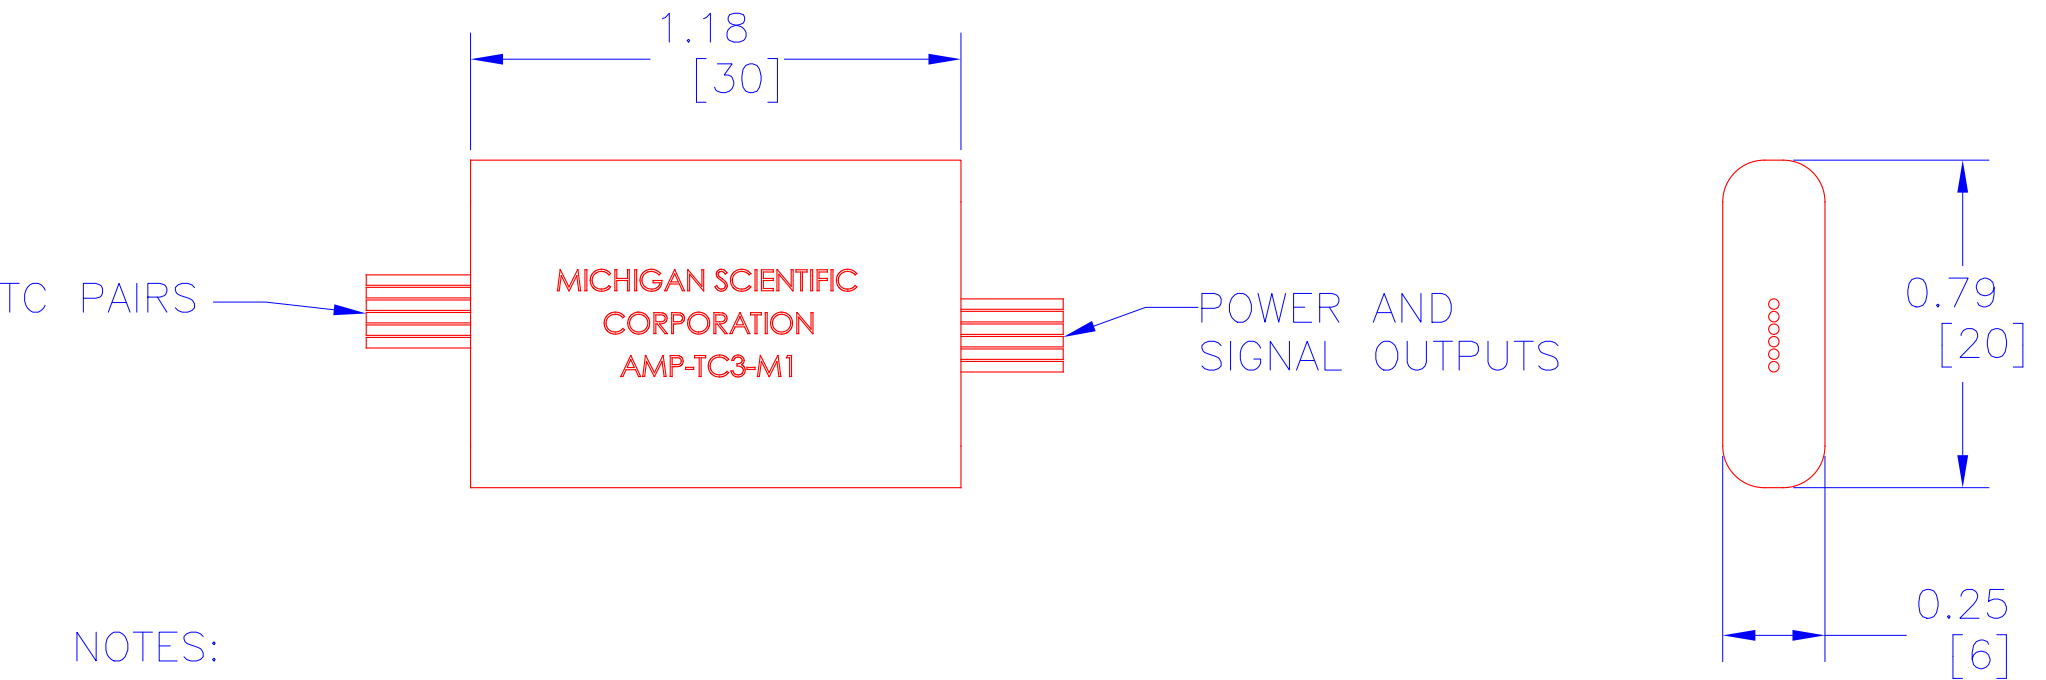 1.18
[30]
MICHIGAN SCIENTIFIC
CORPORATION
AMP-TC3-M1
TC PAIRS
POWER AND
SIGNAL OUTPUTS
0.79
[20]
0.25
[6]
NOTES: